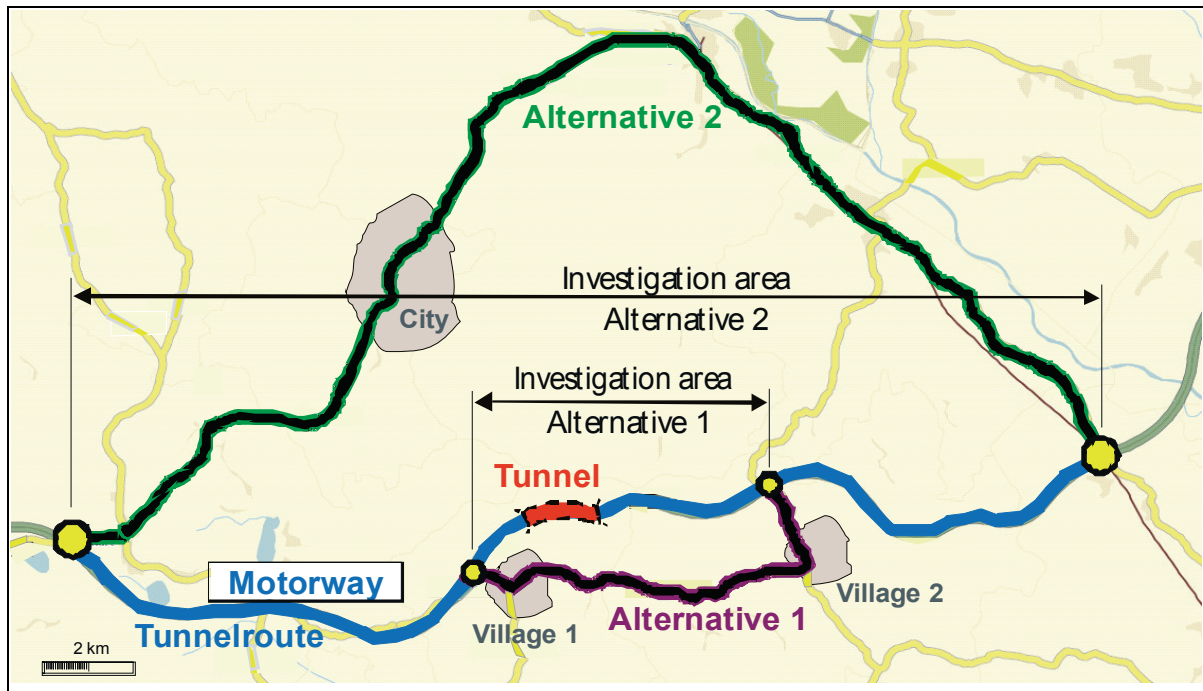 Alternative 2
Investigation area
Alternative 2
City
Investigation area
Alternative 1
Tunnel
Motorway
Tunnelroute
Village 1
Alternative 1
Village 2
2 km